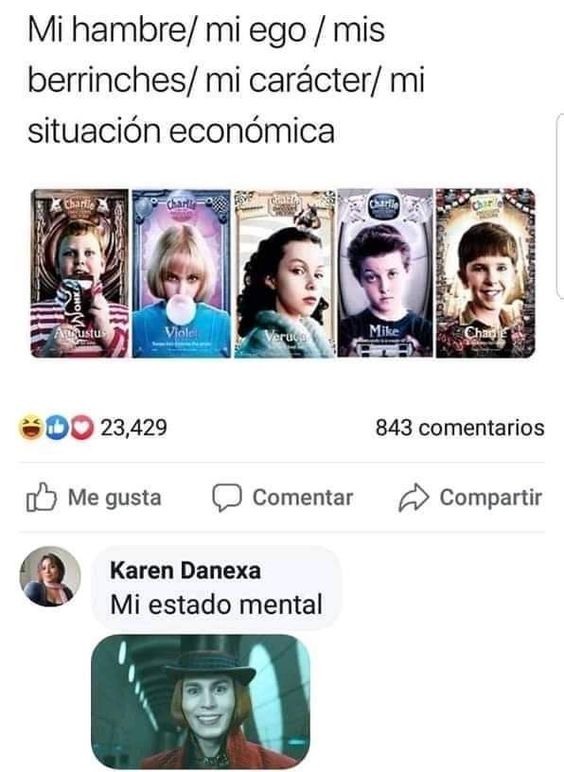 Mi hambre/ mi ego / mis
berrinches/ mi carácter/ mi
situación económica
Charlie
Charlie
Charlie
Charlie
Augustus
Violet
Veruca
Mike
Charlie
23,429
843 comentarios
Me gusta
Comentar
Compartir
Karen Danexa
Mi estado mental